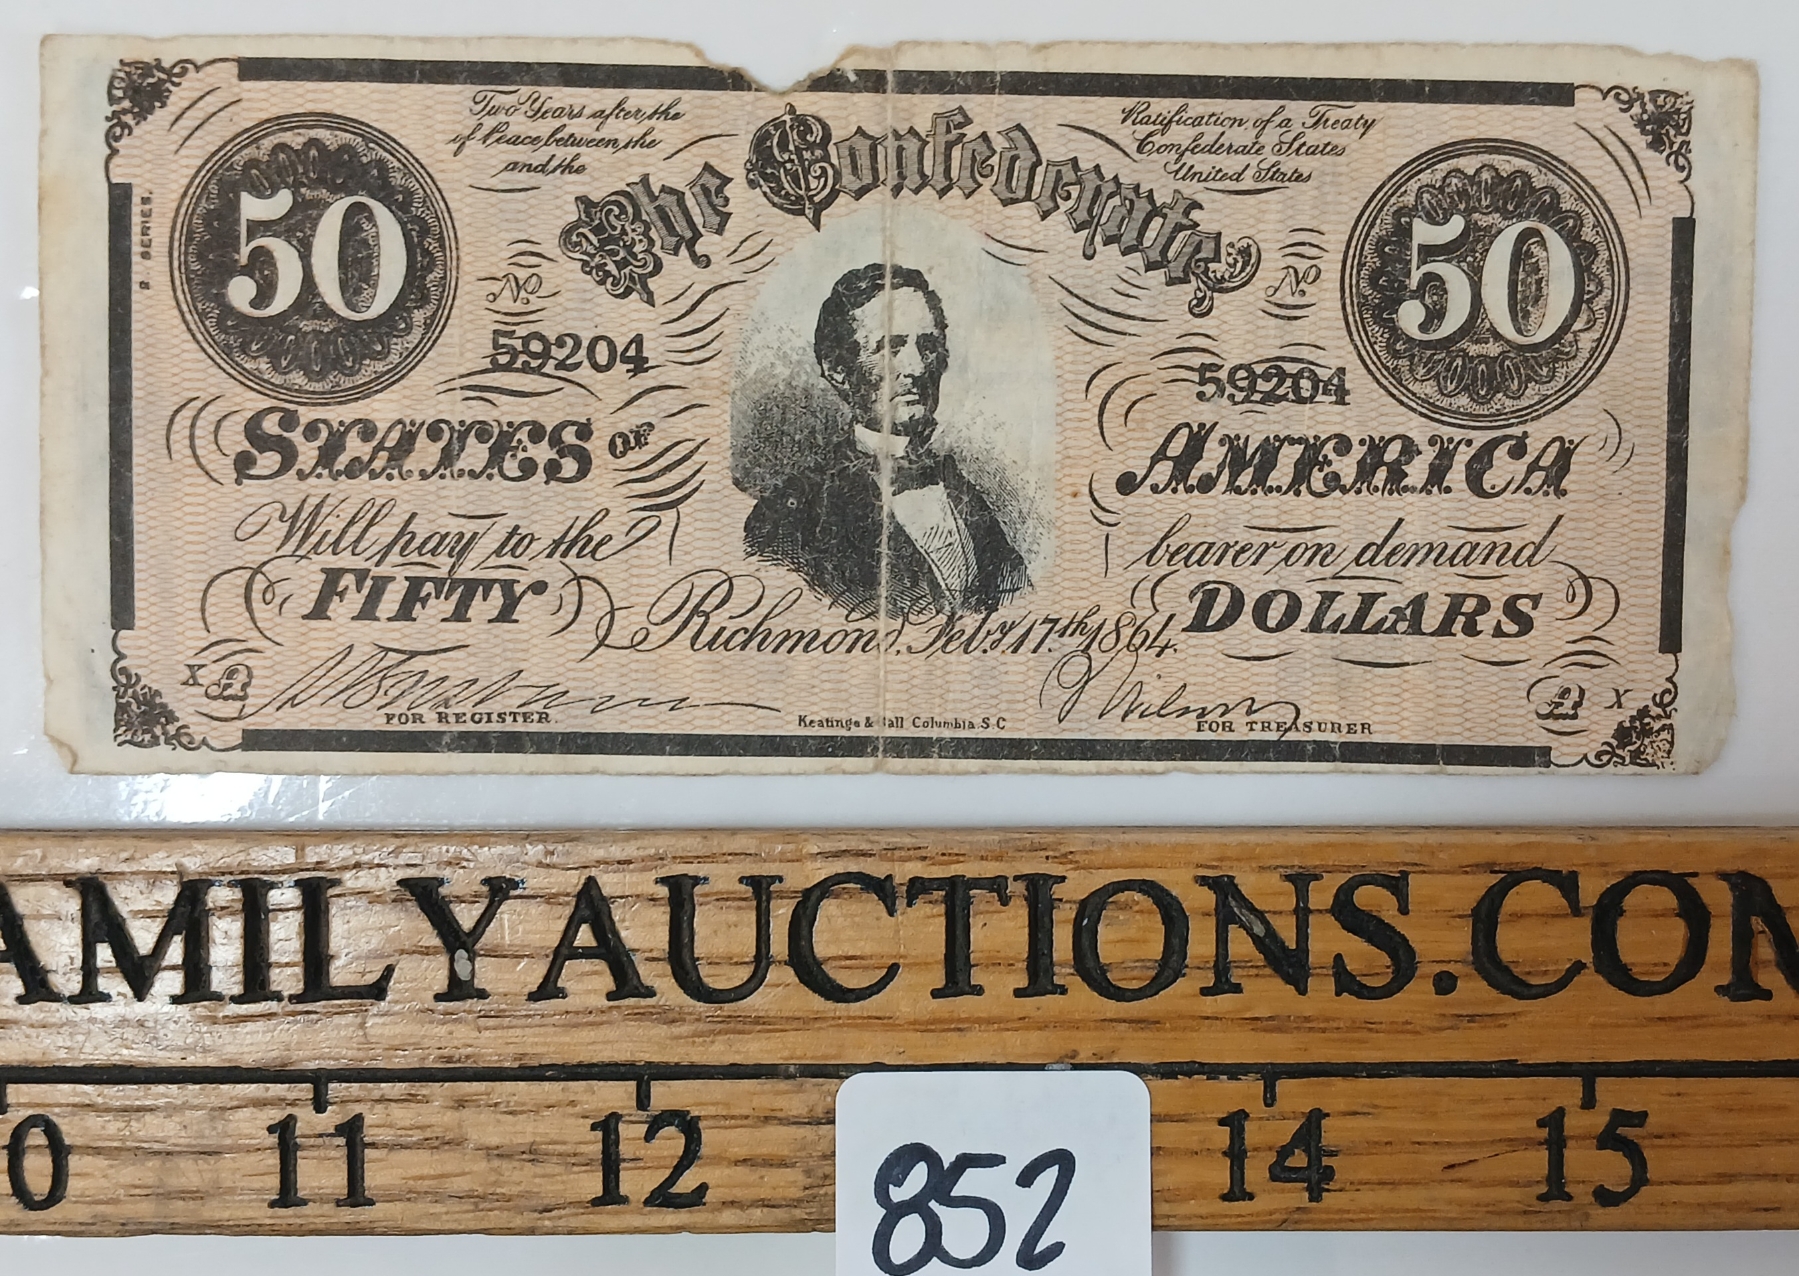 Two Years after the
of Peace between the
and the
Ratification of a Treaty
Confederate States
United States
The Confederate
50
50
2 SERIES.
No
No
59204
59204
STATES OF
AMERICA
Will pay to the
bearer on demand
FIFTY
DOLLARS
Richmond, Feby 17th, 1864.
X
X
FOR REGISTER.
Keatinge & Ball Columbia. S.C
FOR TREASURER
AMILYAUCTIONS.COM
0 11 12 14 15
852